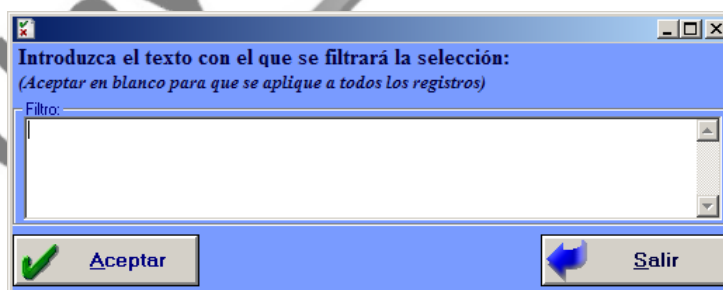 Introduzca el texto con el que se filtrará la selección:
(Aceptar en blanco para que se aplique a todos los registros)
Filtro:
Aceptar
Salir